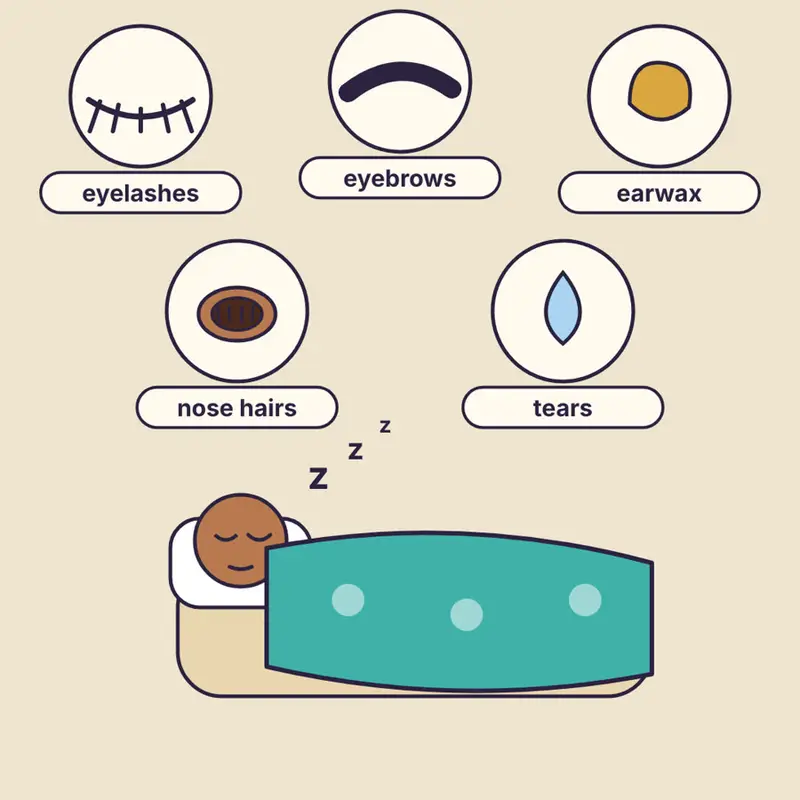 eyelashes
eyebrows
earwax
nose hairs
tears
z
z
z